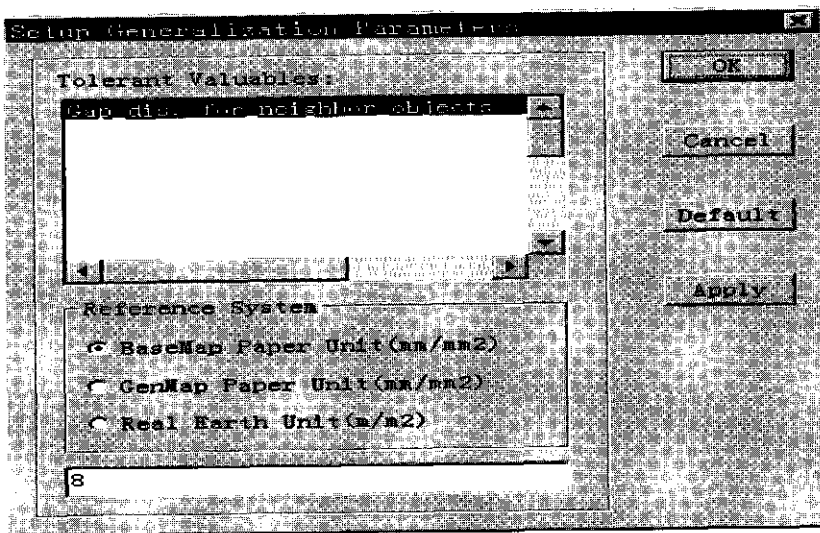 Setup Generalization Parameters
Tolerant Valuables:
Gap dis. for neighbor objects
Reference System
BaseMap Paper Unit(mm/mm2)
GenMap Paper Unit(mm/mm2)
Real Earth Unit(m/m2)
8
OK
Cancel
Default
Apply